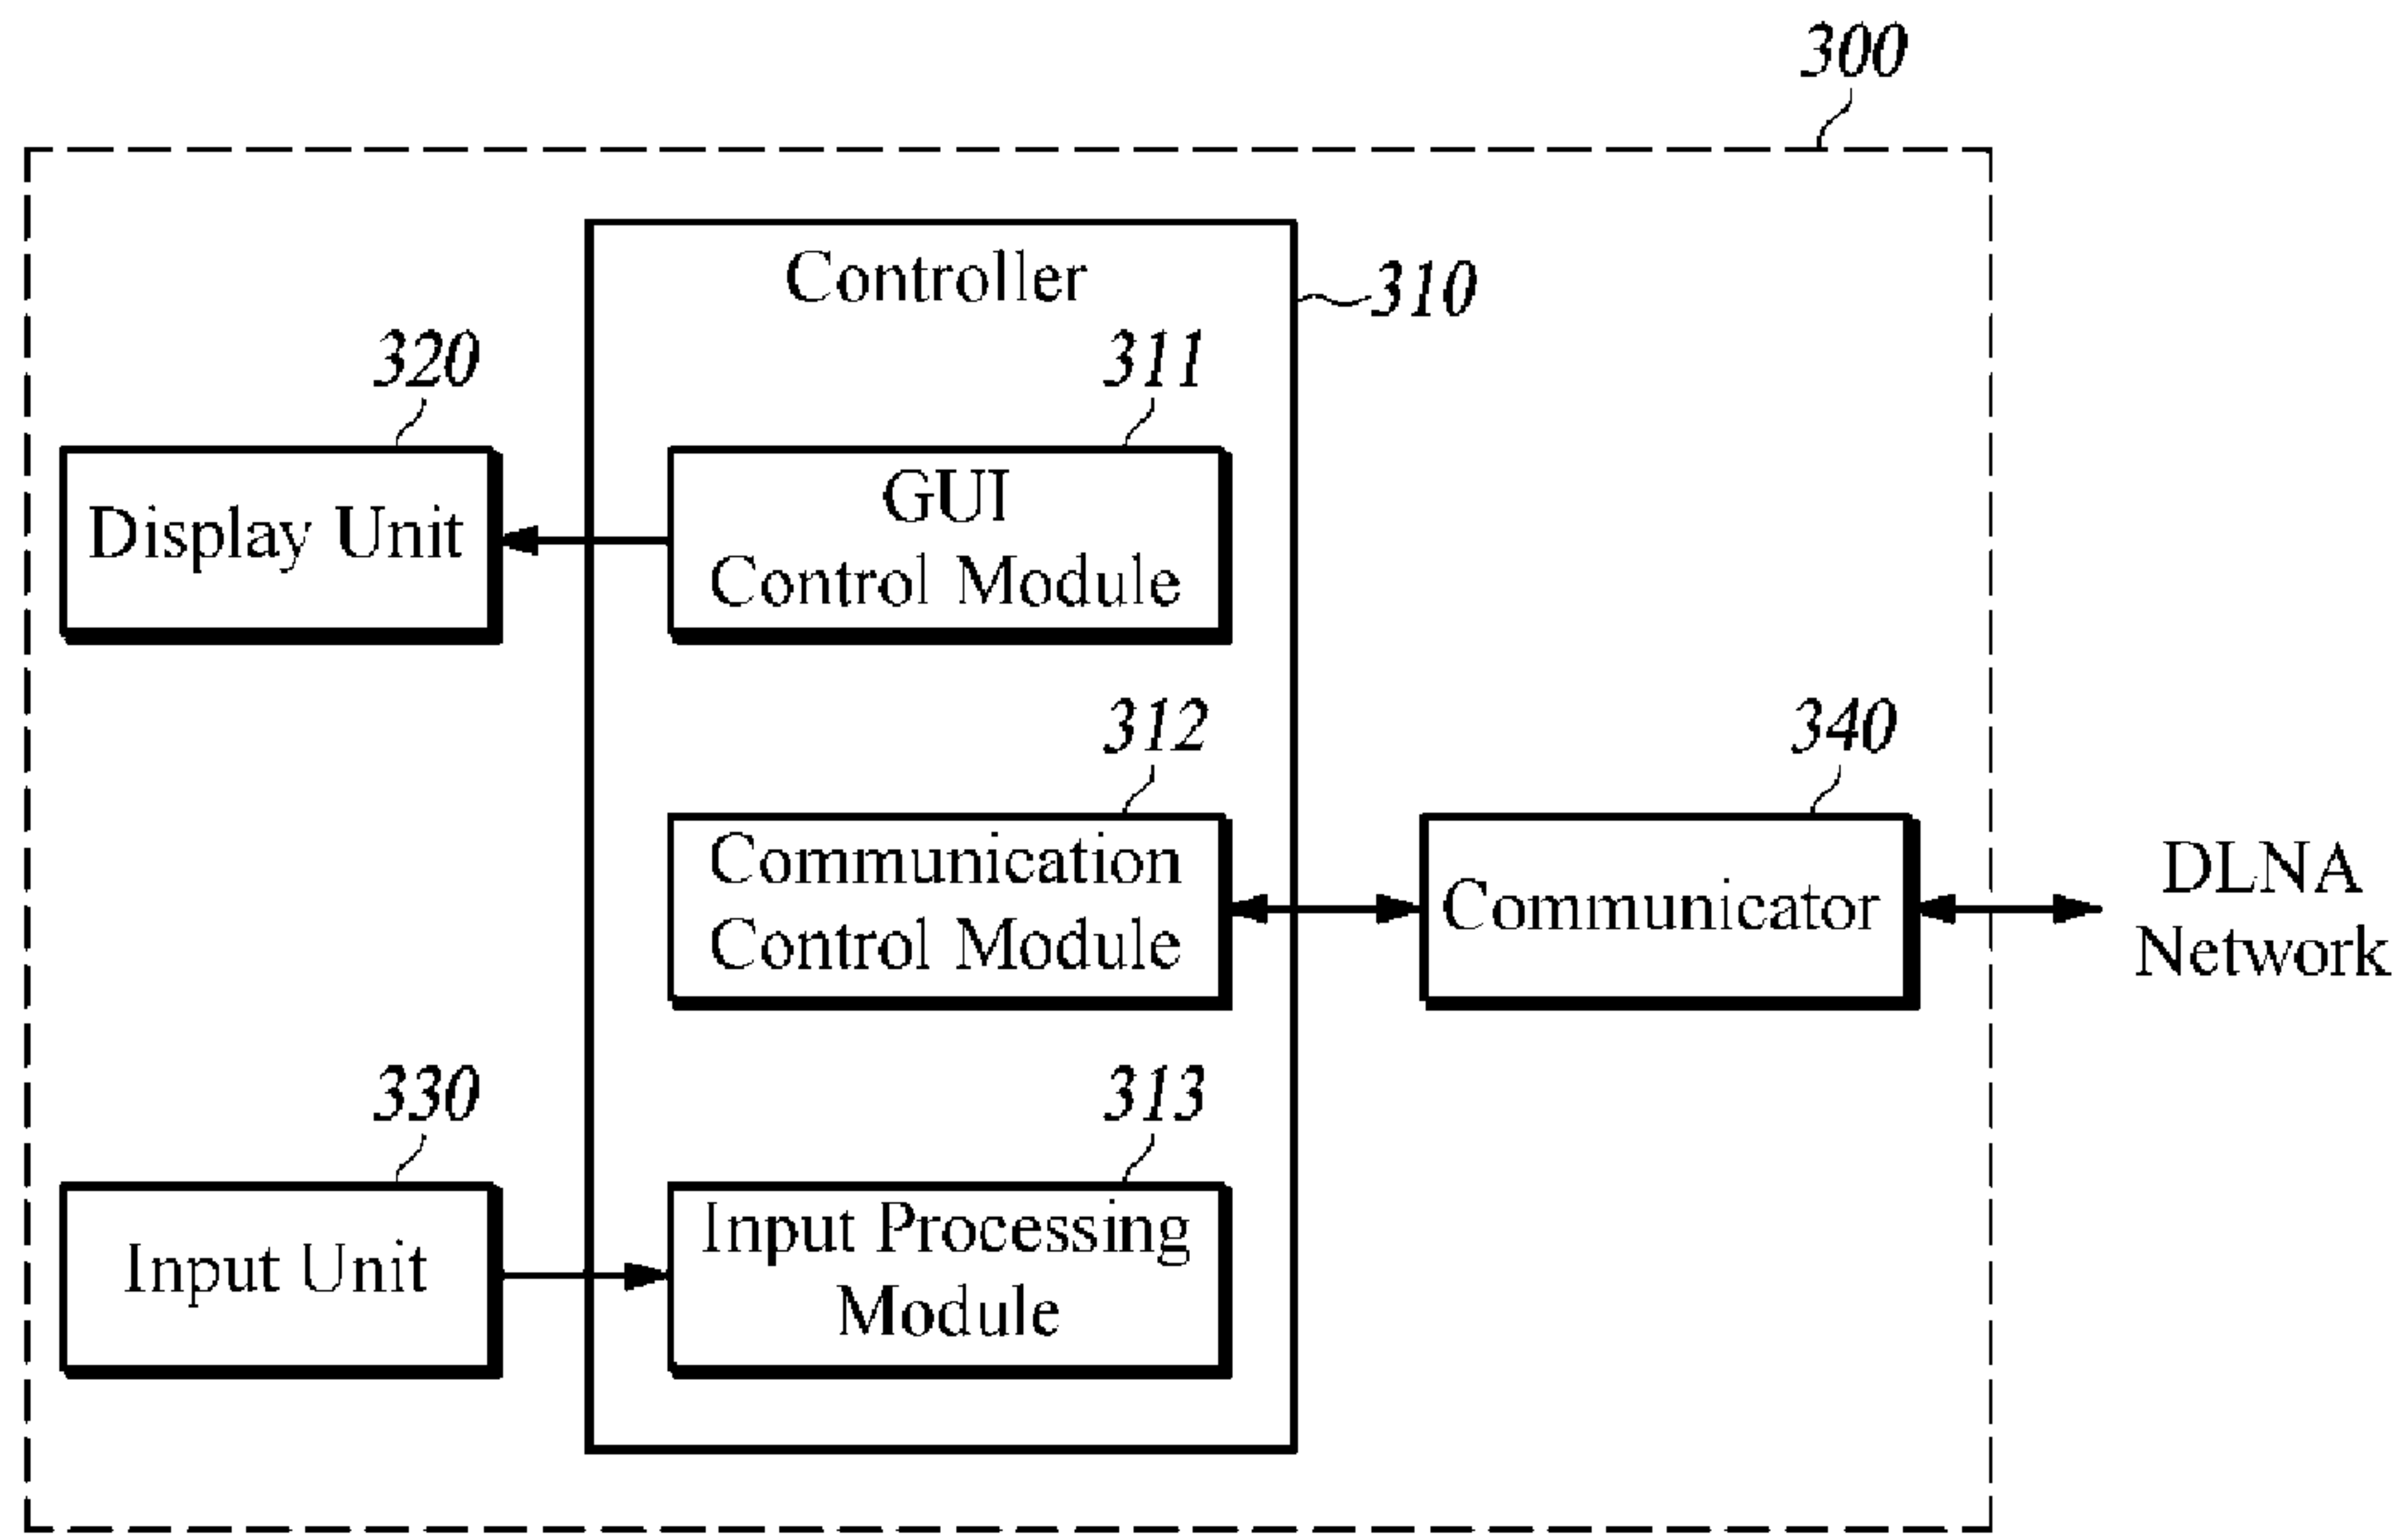 300
Controller
310
320
311
Display Unit
GUI
Control Module
312
340
Communication
Control Module
Communicator
DLNA
Network
330
313
Input Unit
Input Processing
Module